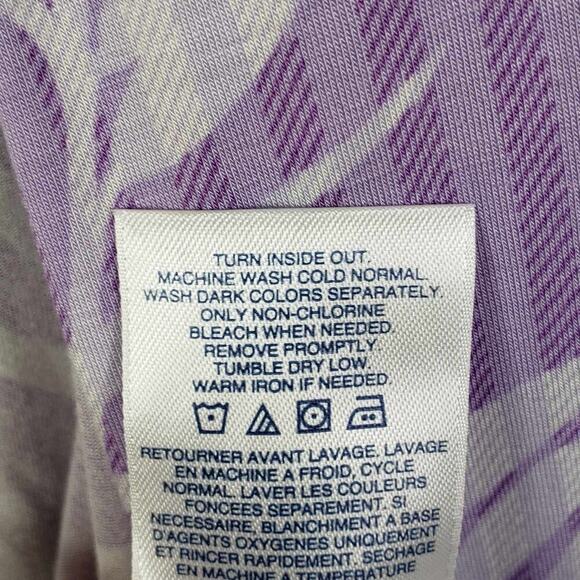 TURN INSIDE OUT.
MACHINE WASH COLD NORMAL.
WASH DARK COLORS SEPARATELY.
ONLY NON-CHLORINE
BLEACH WHEN NEEDED.
REMOVE PROMPTLY.
TUMBLE DRY LOW.
WARM IRON IF NEEDED.
RETOURNER AVANT LAVAGE. LAVAGE
EN MACHINE A FROID, CYCLE
NORMAL. LAVER LES COULEURS
FONCEES SEPAREMENT. SI
NECESSAIRE, BLANCHIMENT A BASE
D'AGENTS OXYGENES UNIQUEMENT
ET RINCER RAPIDEMENT. SECHAGE
EN MACHINE A TEMPERATURE